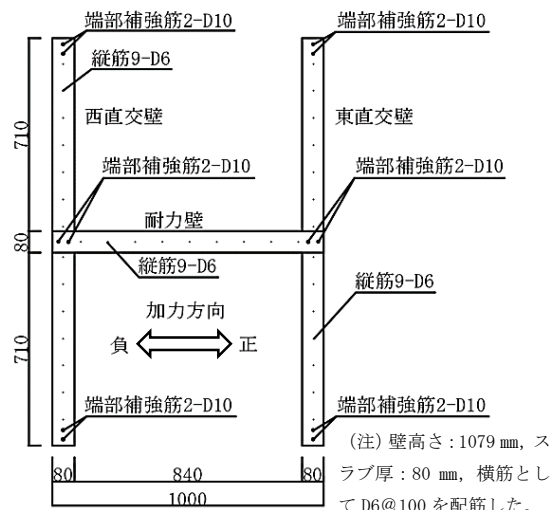 端部補強筋2-D10
端部補強筋2-D10
縦筋9-D6
西直交壁
東直交壁
710
端部補強筋2-D10
端部補強筋2-D10
耐力壁
80
縦筋9-D6
縦筋9-D6
加力方向
負
正
710
端部補強筋2-D10
端部補強筋2-D10
(注) 壁高さ：1079 mm，ス
ラブ厚：80 mm，横筋とし
て D6@100 を配筋した。
80
840
80
1000